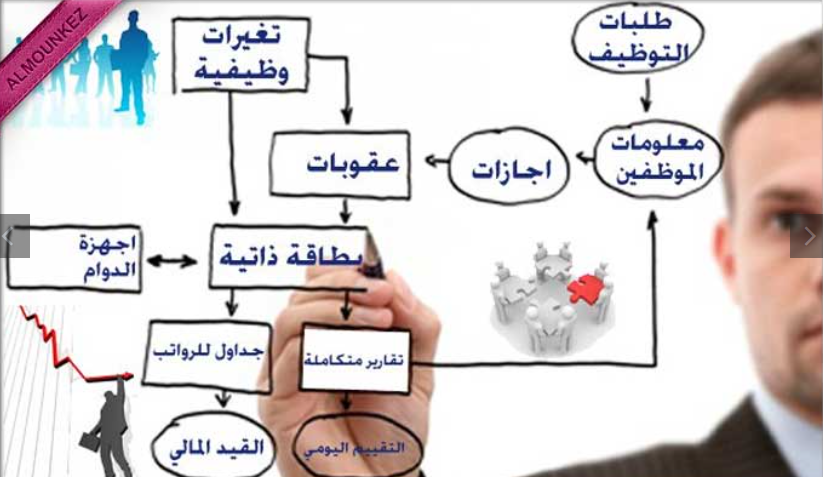 ALMOUNKEZ
تغيرات
وظيفية
طلبات
التوظيف
معلومات
الموظفين
اجازات
عقوبات
بطاقة ذاتية
اجهزة
الدوام
جداول للرواتب
تقارير متكاملة
القيد المالي
التقييم اليومي